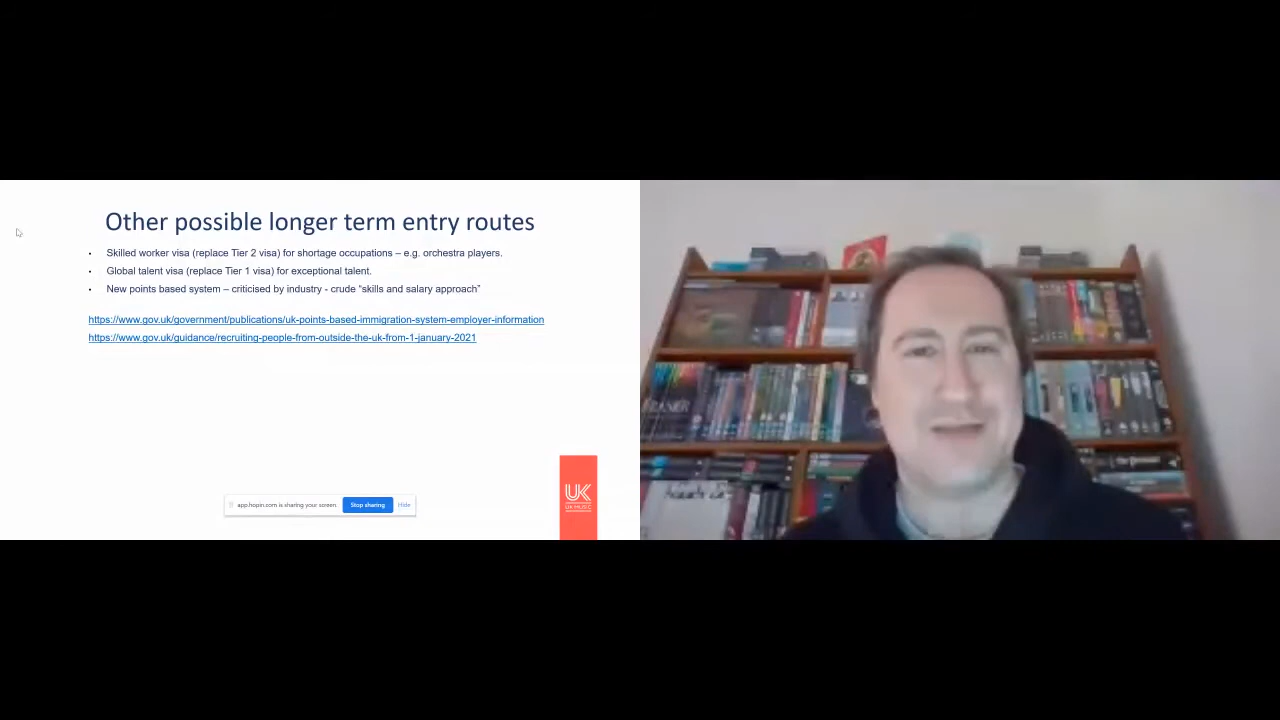 Other possible longer term entry routes
• Skilled worker visa (replace Tier 2 visa) for shortage occupations – e.g. orchestra players.
• Global talent visa (replace Tier 1 visa) for exceptional talent.
• New points based system – criticised by industry - crude “skills and salary approach”
https://www.gov.uk/government/publications/uk-points-based-immigration-system-employer-information
https://www.gov.uk/guidance/recruiting-people-from-outside-the-uk-from-1-january-2021
app.hopin.com is sharing your screen. Stop sharing Hide
UK
UK MUSIC
FRASIER